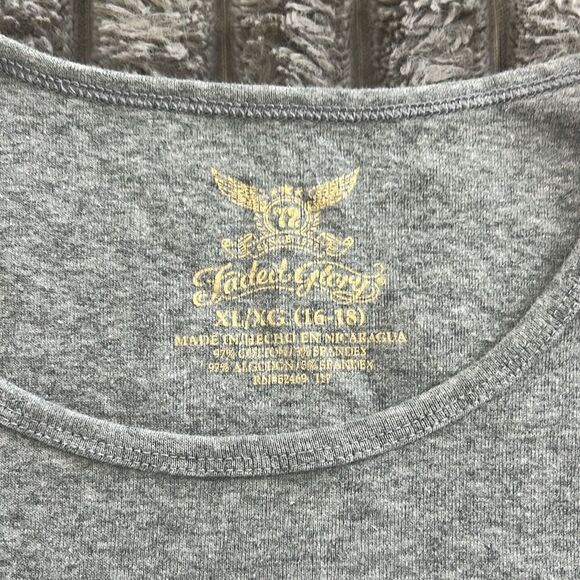 72
Faded Glory
XL/XG (16-18)
MADE IN/HECHO EN NICARAGUA
97% COTTON/3% SPANDEX
97% ALGODON/3% SPANDEX
RN#52469